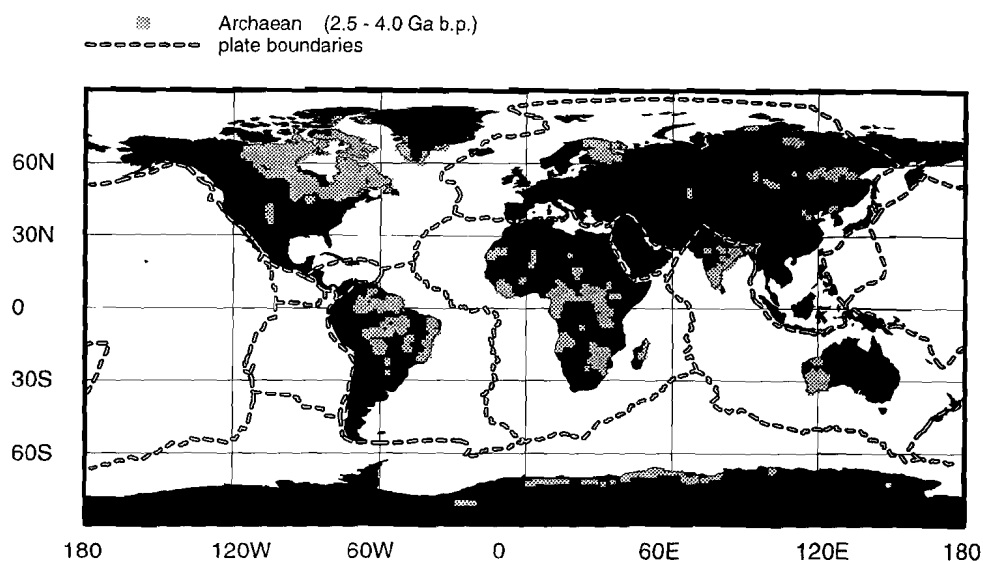 Archaean (2.5 - 4.0 Ga b.p.)
plate boundaries
60N
30N
0
30S
60S
180 120W 60W 0 60E 120E 180